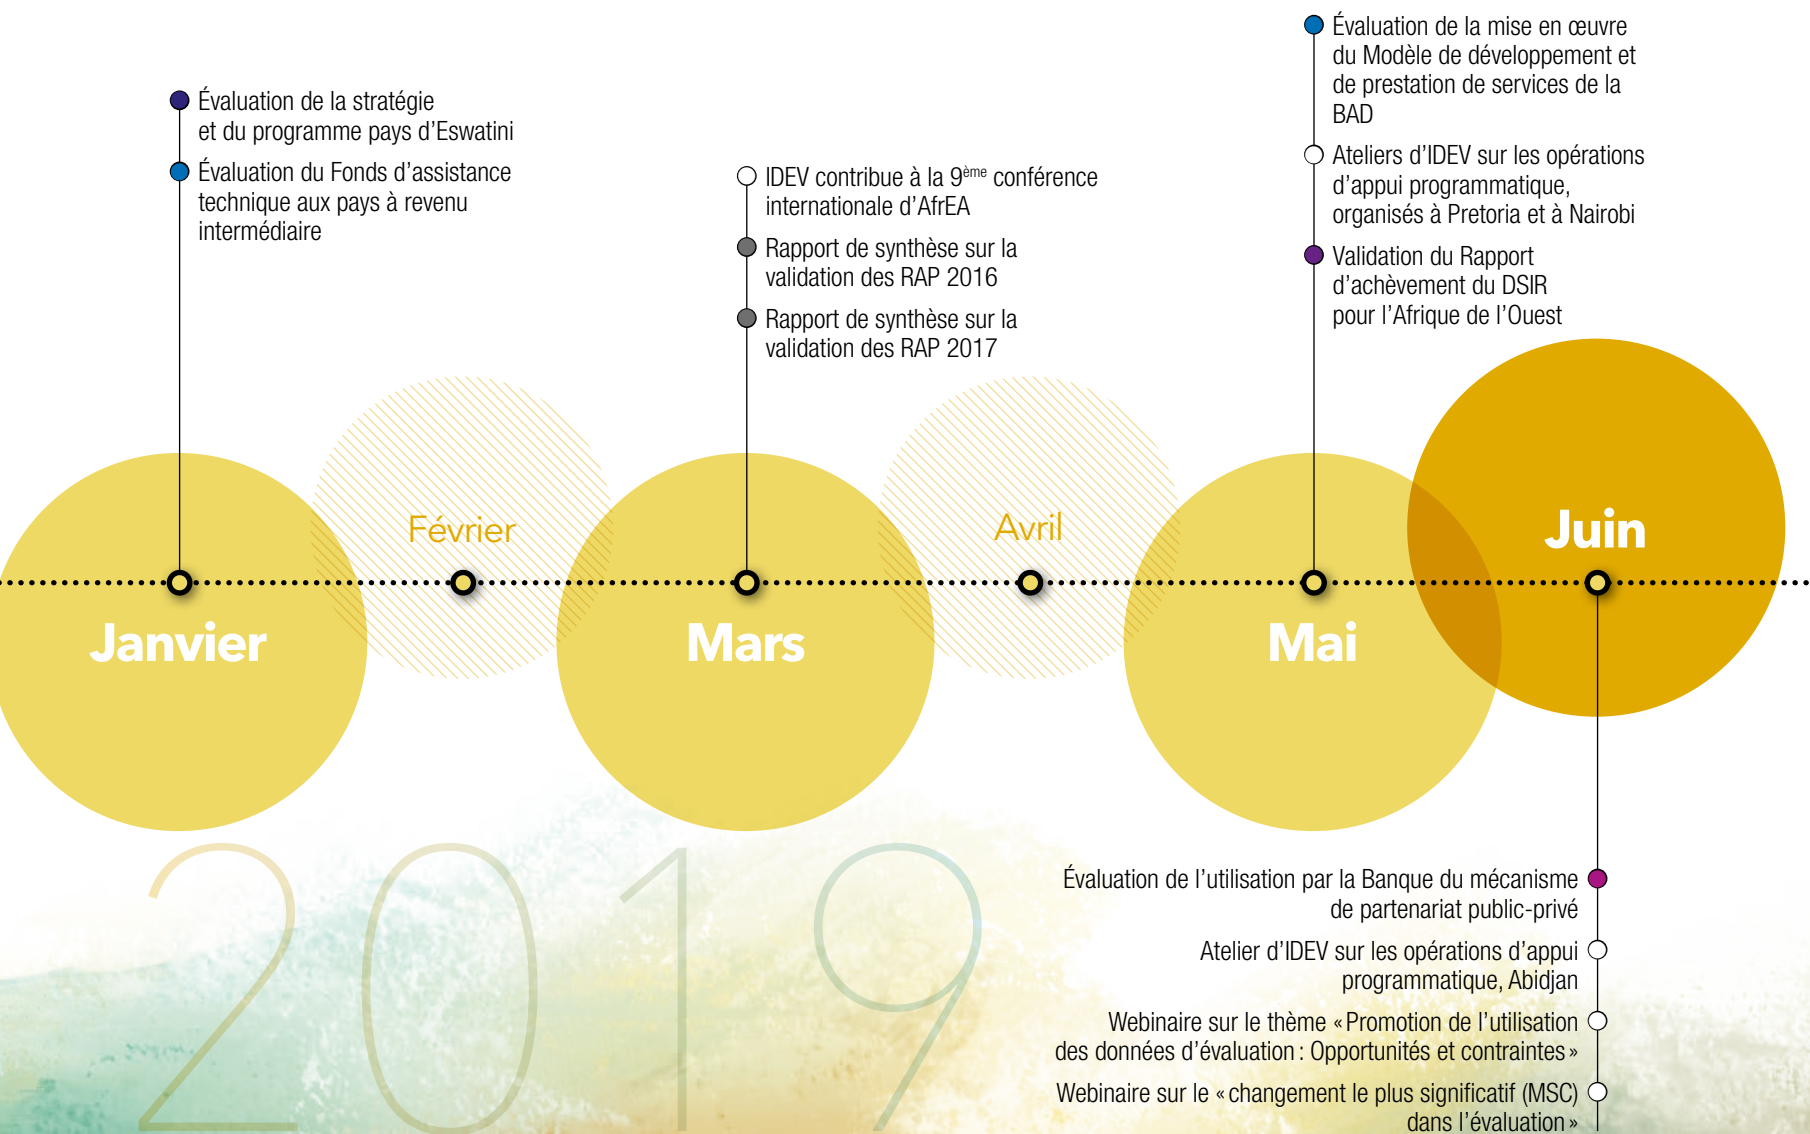 Évaluation de la stratégie
et du programme pays d’Eswatini
Évaluation du Fonds d’assistance
technique aux pays à revenu
intermédiaire
IDEV contribue à la 9ème conférence
internationale d’AfrEA
Rapport de synthèse sur la
validation des RAP 2016
Rapport de synthèse sur la
validation des RAP 2017
Évaluation de la mise en œuvre
du Modèle de développement et
de prestation de services de la
BAD
Ateliers d’IDEV sur les opérations
d’appui programmatique,
organisés à Pretoria et à Nairobi
Validation du Rapport
d’achèvement du DSIR
pour l’Afrique de l’Ouest
Janvier
Février
Mars
Avril
Mai
Juin
2019
Évaluation de l’utilisation par la Banque du mécanisme
de partenariat public-privé
Atelier d’IDEV sur les opérations d’appui
programmatique, Abidjan
Webinaire sur le thème « Promotion de l’utilisation
des données d’évaluation : Opportunités et contraintes »
Webinaire sur le « changement le plus significatif (MSC)
dans l’évaluation »